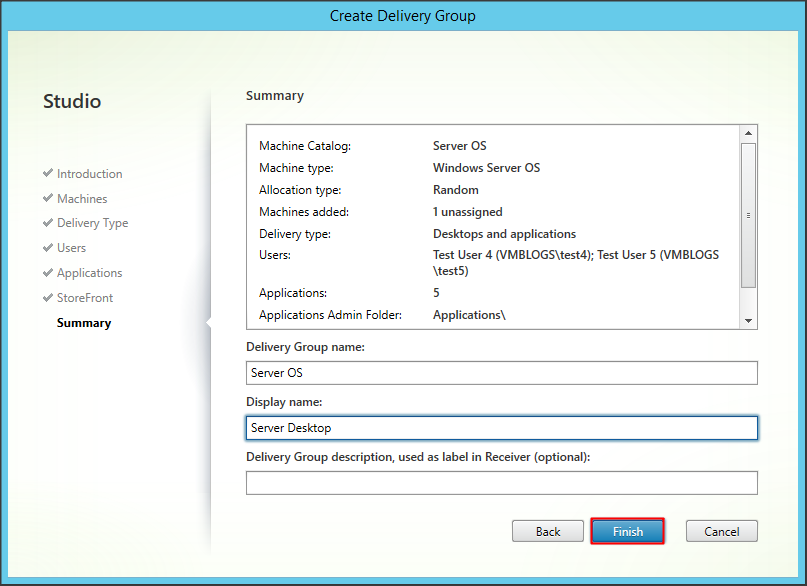 Create Delivery Group
Studio
Introduction
Machines
Delivery Type
Users
Applications
StoreFront
Summary
Summary
Machine Catalog: Server OS
Machine type: Windows Server OS
Allocation type: Random
Machines added: 1 unassigned
Delivery type: Desktops and applications
Users: Test User 4 (VMBLOGS\test4); Test User 5 (VMBLOGS
\test5)
Applications: 5
Applications Admin Folder: Applications\
Delivery Group name:
Server OS
Display name:
Server Desktop
Delivery Group description, used as label in Receiver (optional):
Back Finish Cancel